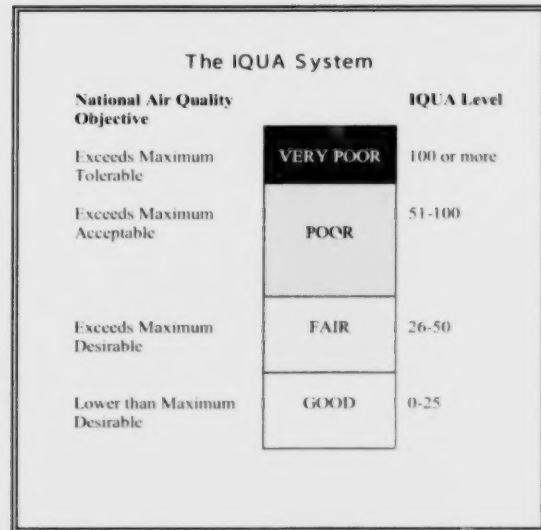 The IQUA System
National Air Quality Objective
IQUA Level
Exceeds Maximum Tolerable
VERY POOR
100 or more
Exceeds Maximum Acceptable
POOR
51-100
Exceeds Maximum Desirable
FAIR
26-50
Lower than Maximum Desirable
GOOD
0-25